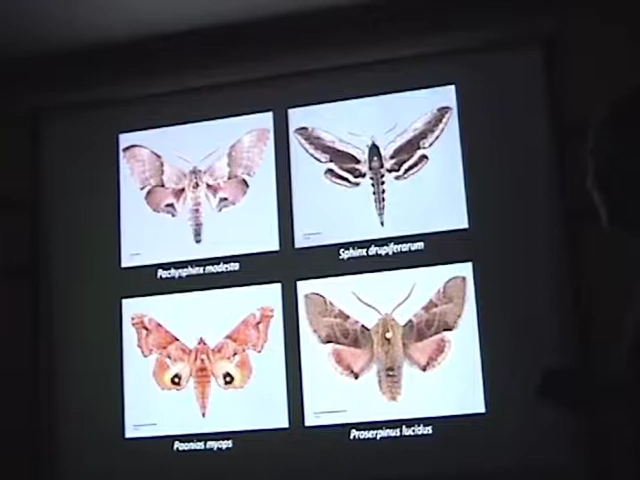 Pachysphinx modesta
Sphinx drupiferarum
Paonias myops
Proserpinus lucidus